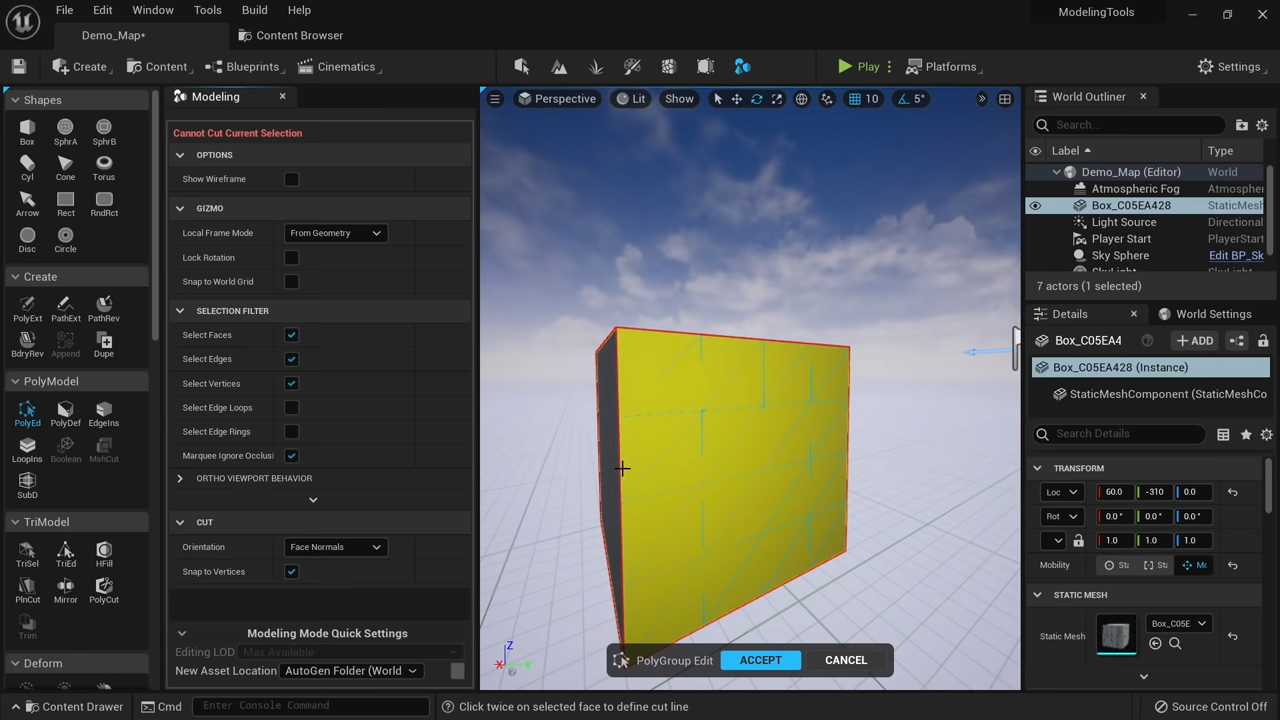 File Edit Window Tools Build Help
ModelingTools
Demo_Map*
Content Browser
Create
Content
Blueprints
Cinematics
Play
Platforms
Settings
Shapes
Box SphrA SphrB
Cyl Cone Torus
Arrow Rect RndRct
Disc Circle
Create
PolyExt PathExt PathRev
BdryRev Append Dupe
PolyModel
PolyEd PolyDef EdgeIns
LoopIns Boolean MshCut
SubD
TriModel
TriSel TriEd HFill
PlnCut Mirror PolyCut
Trim
Deform
Modeling
Cannot Cut Current Selection
OPTIONS
Show Wireframe
GIZMO
Local Frame Mode From Geometry
Lock Rotation
Snap to World Grid
SELECTION FILTER
Select Faces
Select Edges
Select Vertices
Select Edge Loops
Select Edge Rings
Marquee Ignore Occlusi
ORTHO VIEWPORT BEHAVIOR
CUT
Orientation Face Normals
Snap to Vertices
Modeling Mode Quick Settings
Editing LOD Max Available
New Asset Location AutoGen Folder (World
Perspective Lit Show 10 5°
Z
X
PolyGroup Edit ACCEPT CANCEL
World Outliner
Search...
Label Type
Demo_Map (Editor) World
Atmospheric Fog Atmospher
Box_C05EA428 StaticMesh
Light Source Directional
Player Start PlayerStart
Sky Sphere Edit BP_Sk
7 actors (1 selected)
Details World Settings
Box_C05EA4 ADD
Box_C05EA428 (Instance)
StaticMeshComponent (StaticMeshCo
Search Details
TRANSFORM
Loc 60.0 -310 0.0
Rot 0.0° 0.0° 0.0°
1.0 1.0 1.0
Mobility Sta Sta Mo
STATIC MESH
Static Mesh Box_C05E
Content Drawer Cmd Enter Console Command Click twice on selected face to define cut line Source Control Off